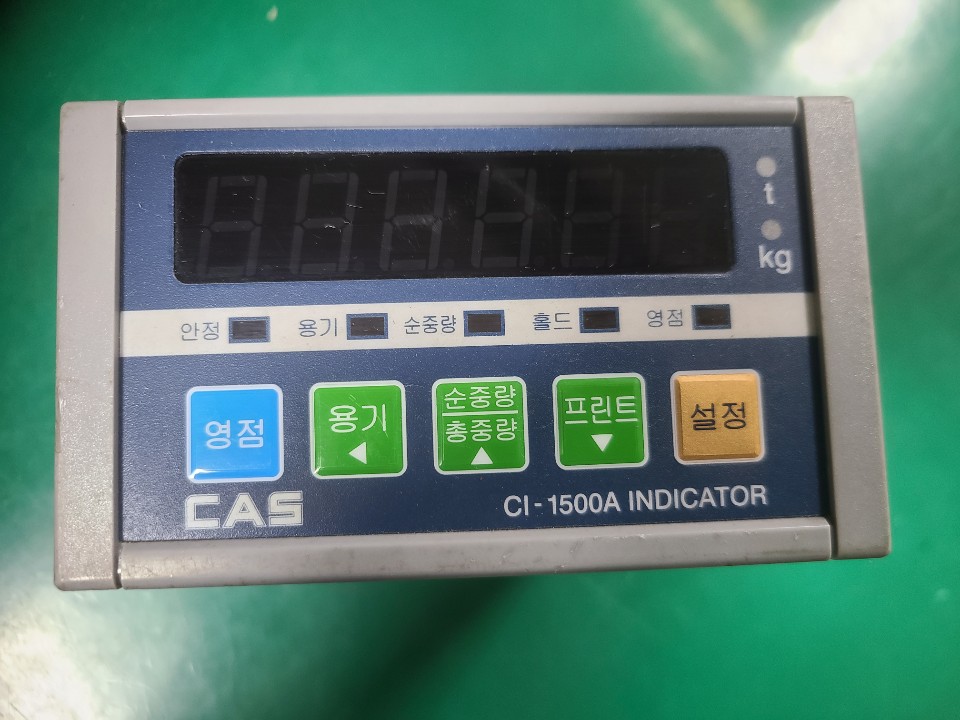 t
kg
안정 용기 순중량 홀드 영점
영점 용기 ◀ 순중량 총중량 ▲ 프린트 ▼ 설정
CAS
CI-1500A INDICATOR